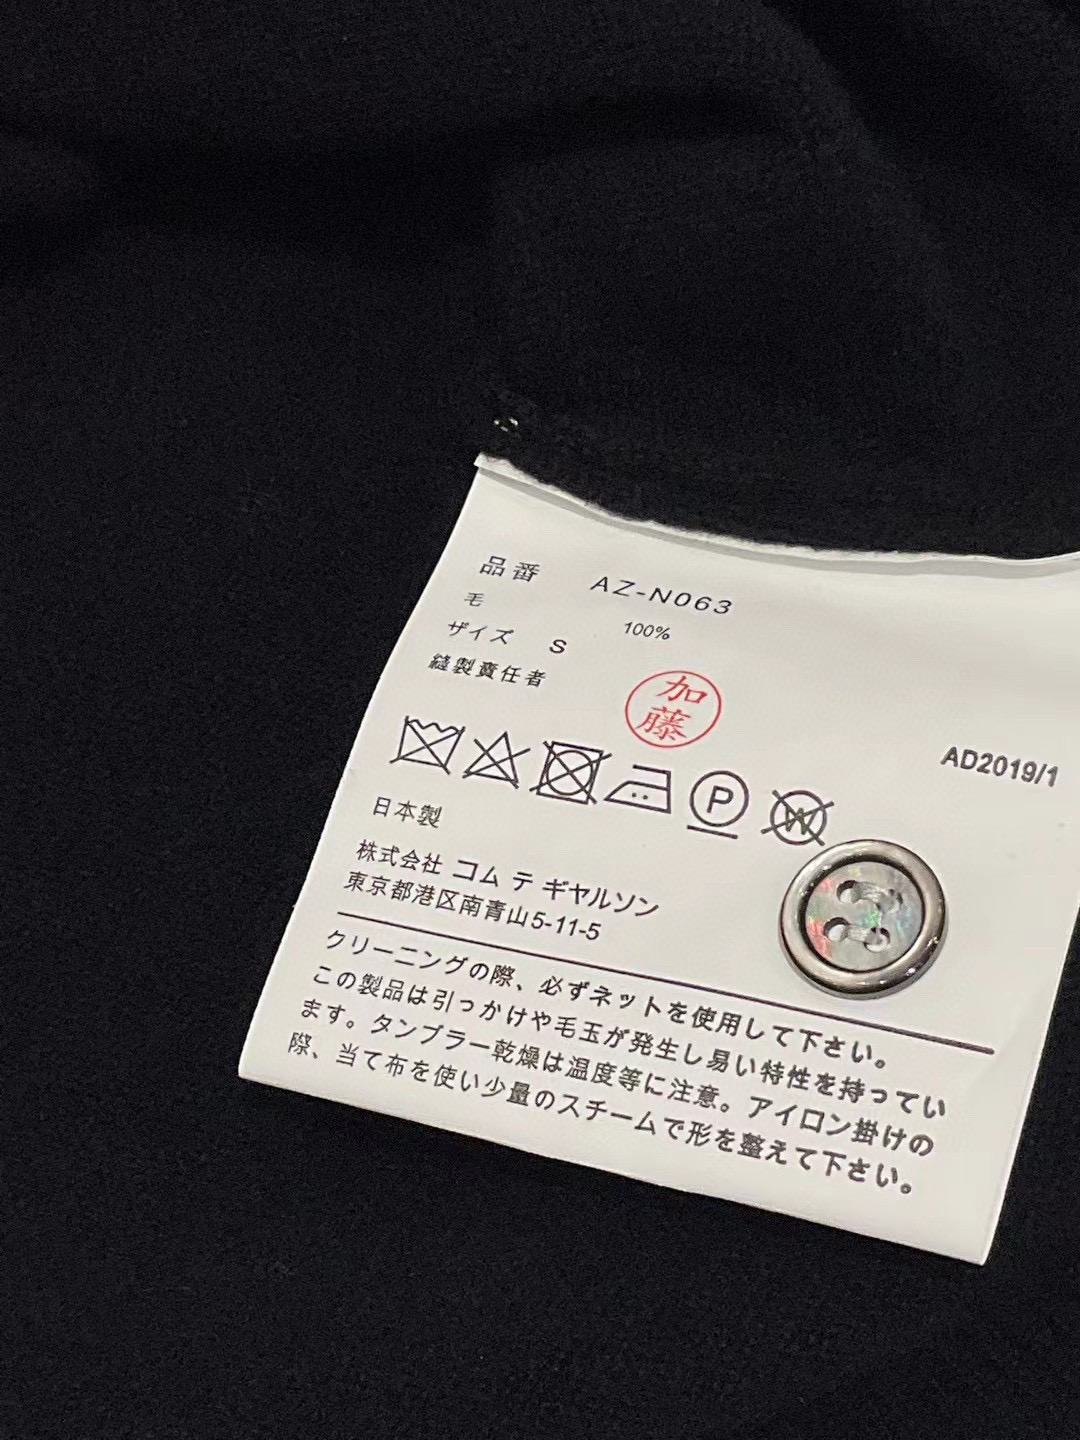 品番 AZ-N063
毛 100%
サイズ S
縫製責任者
加藤
AD2019/1
P
W
日本製
株式会社 コム テ ギヤルソン
東京都港区南青山5-11-5
クリーニングの際、必ずネットを使用して下さい。
この製品は引っかけや毛玉が発生し易い特性を持ってい
ます。タンブラー乾燥は温度等に注意。アイロン掛けの
際、当て布を使い少量のスチームで形を整えて下さい。